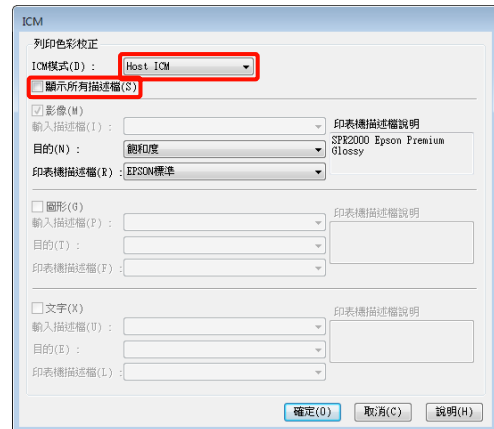 ICM
列印色彩校正
ICM模式(D) : Host ICM
顯示所有描述檔(S)
影像(M)
輸入描述檔(I) :
目的(N) : 飽和度
印表機描述檔(R) : EPSON標準
印表機描述檔說明
SPR2000 Epson Premium
Glossy
圖形(G)
輸入描述檔(P) :
目的(T) :
印表機描述檔(F) :
印表機描述檔說明
文字(X)
輸入描述檔(U) :
目的(E) :
印表機描述檔(L) :
印表機描述檔說明
確定(O) 取消(C) 說明(H)